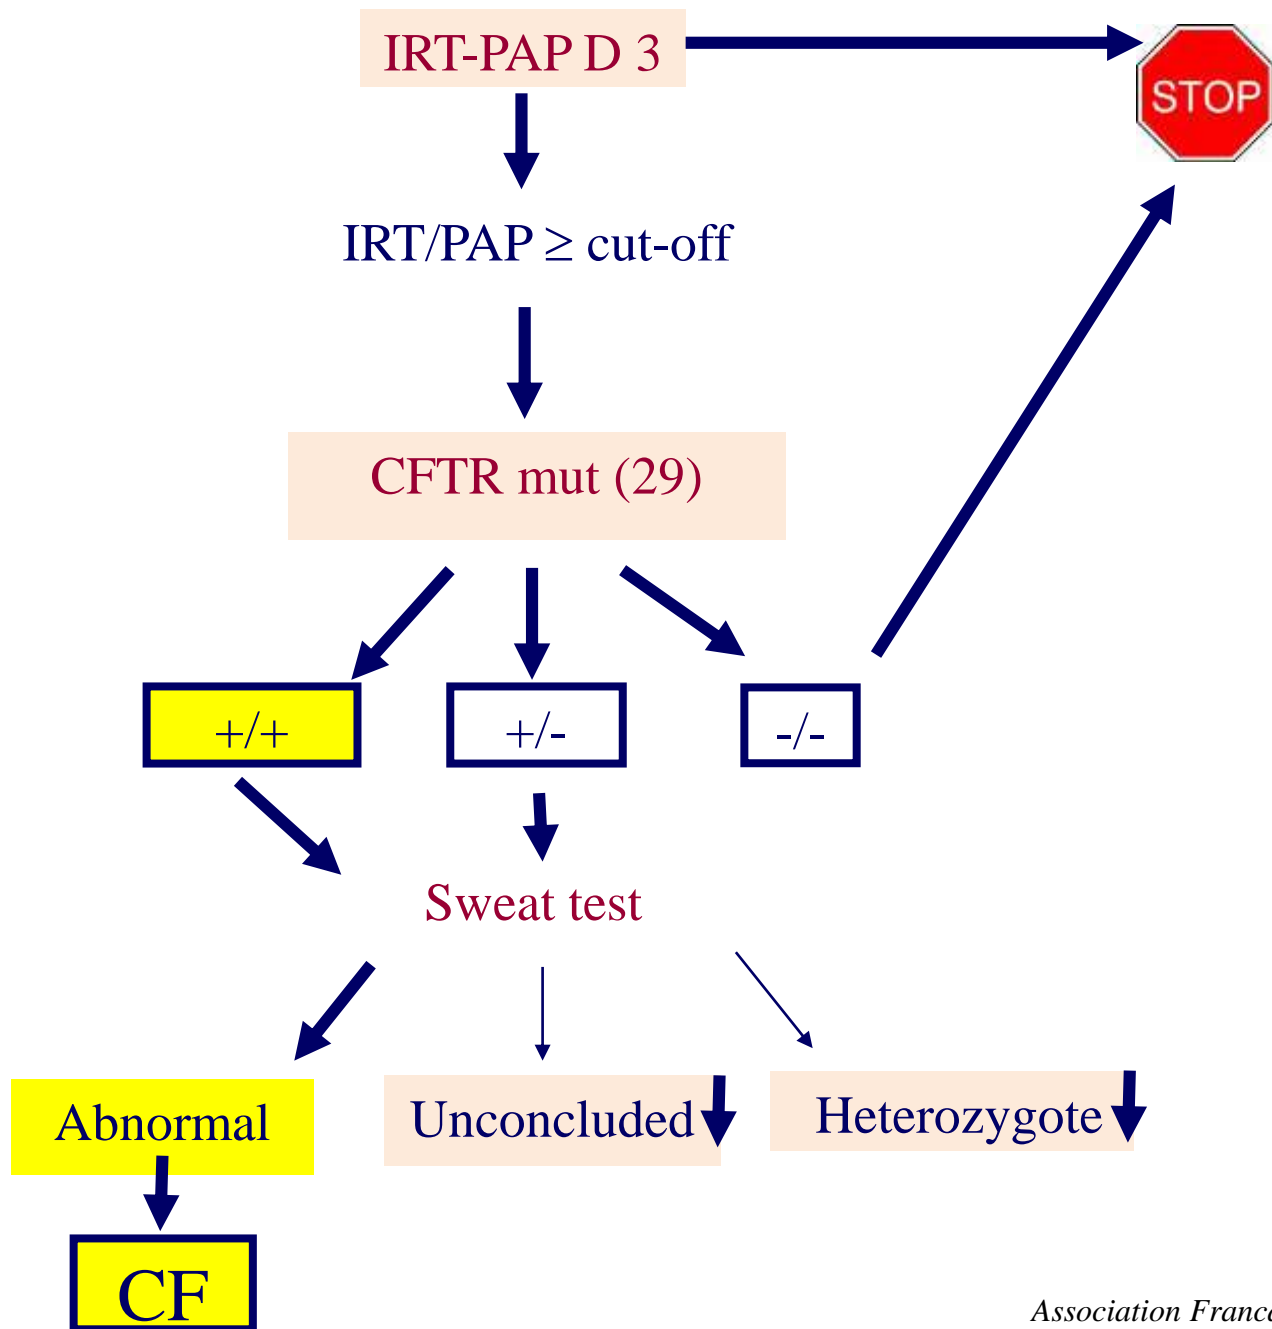 IRT-PAP D 3
STOP
IRT/PAP ≥ cut-off
CFTR mut (29)
+/+
+/-
-/-
Sweat test
Abnormal
Unconcluded
Heterozygote
CF
Association